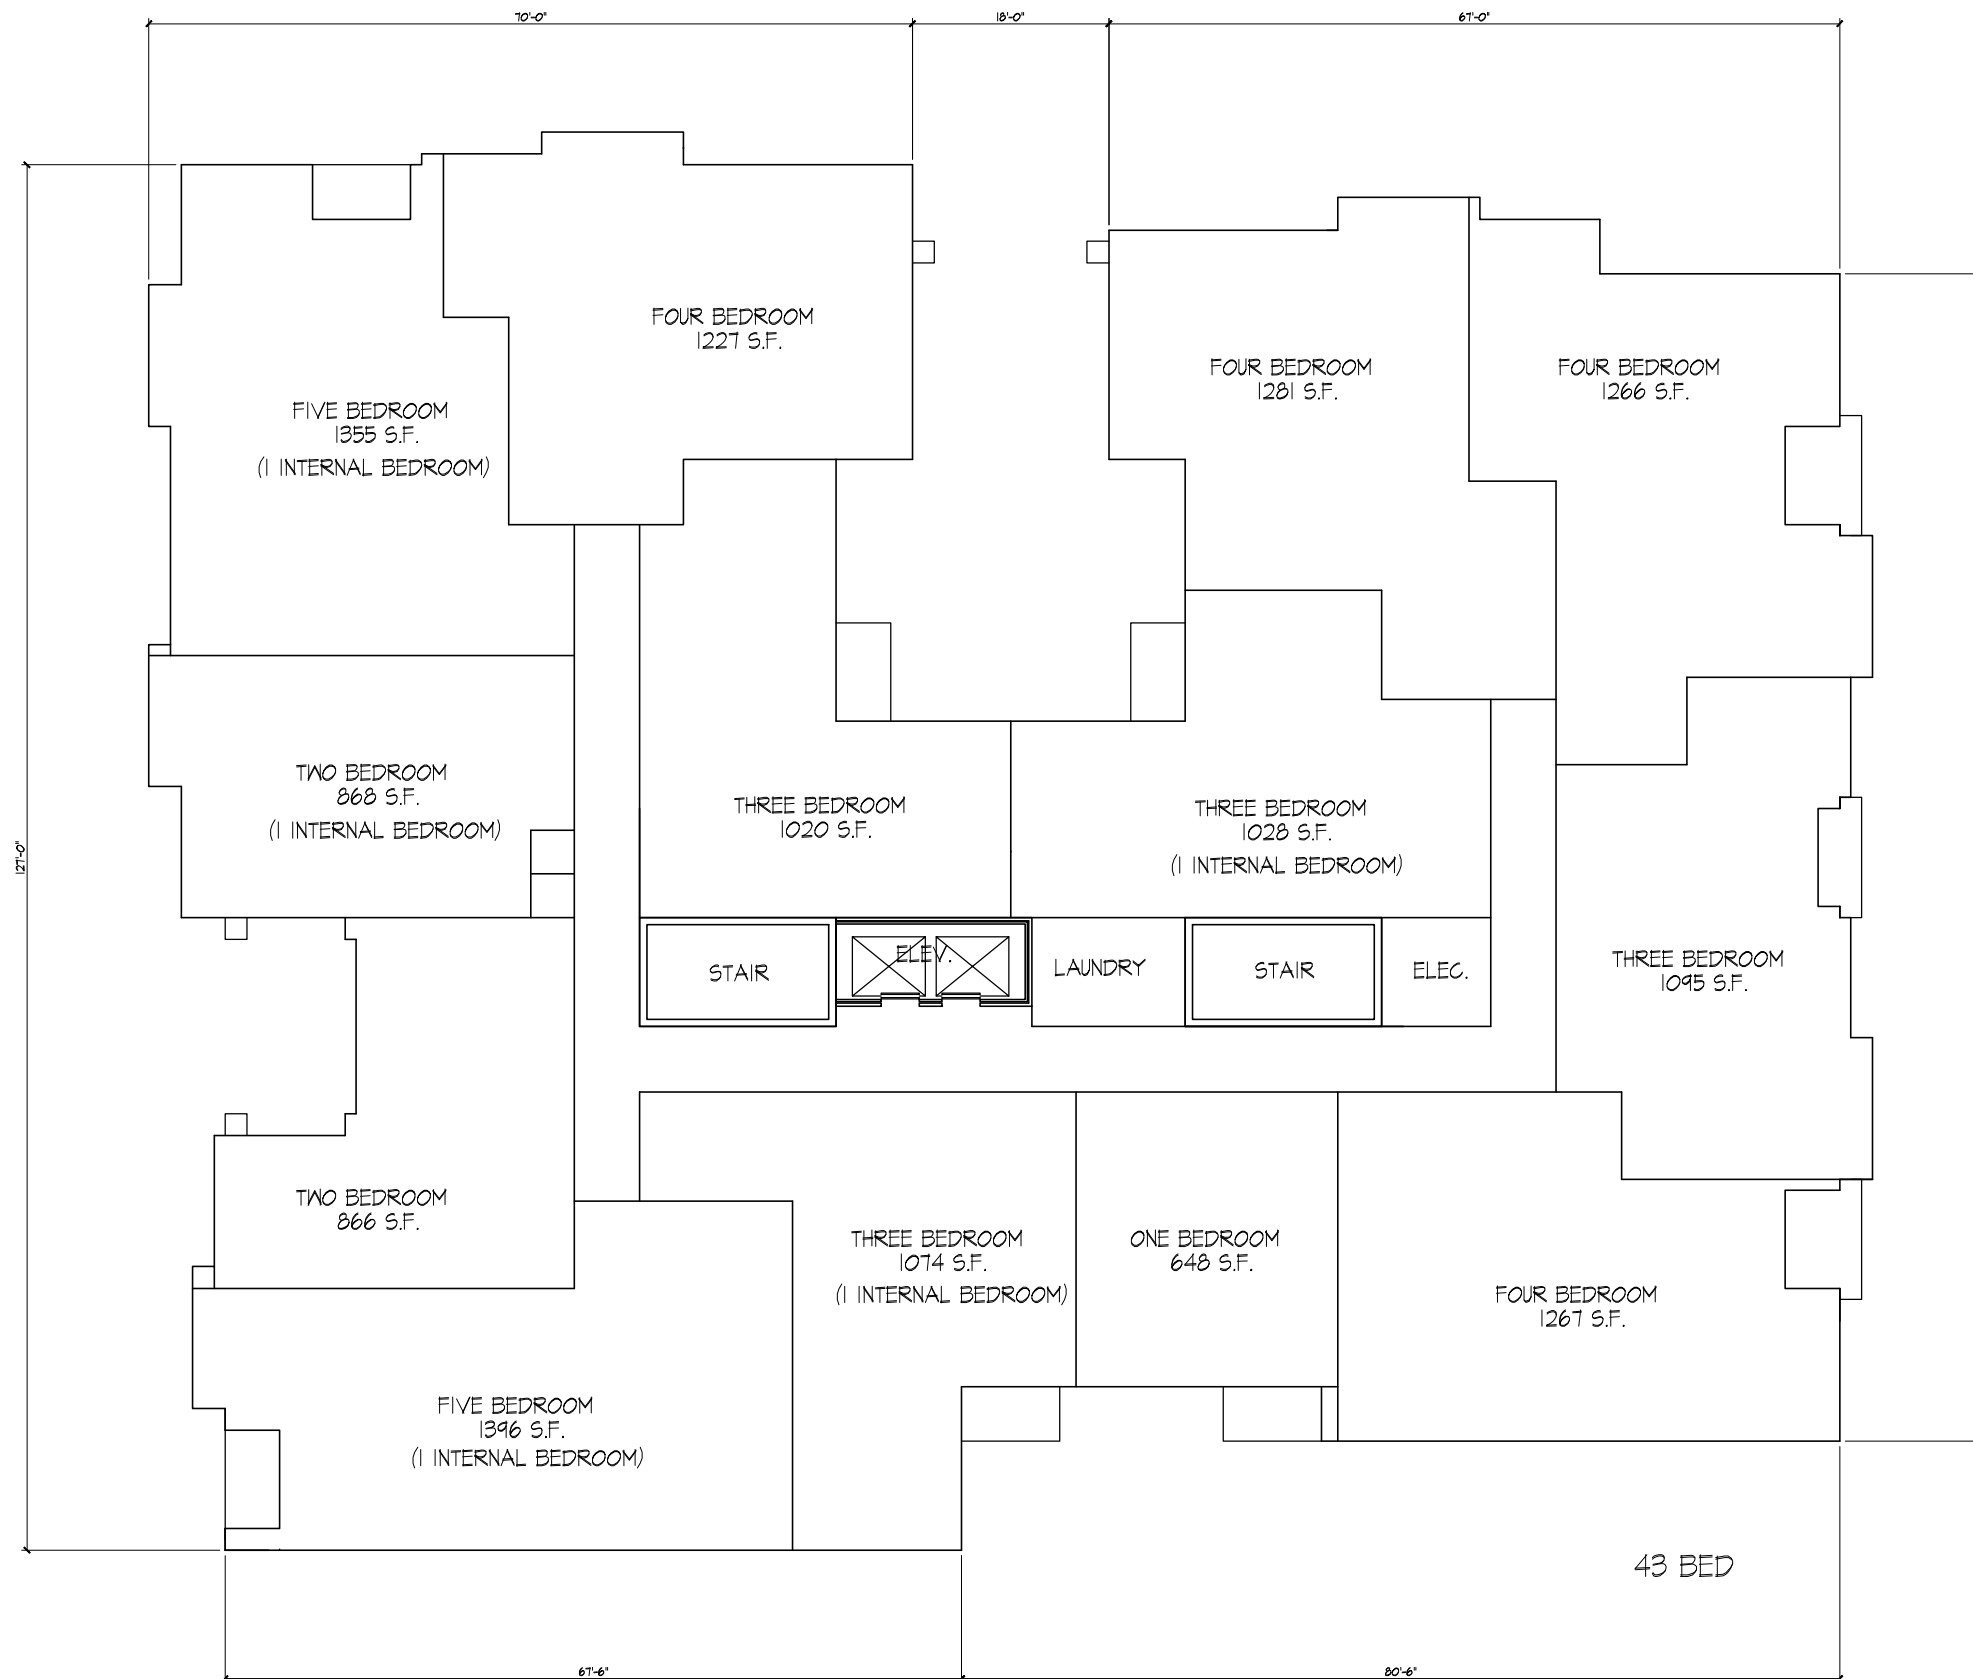 70'-0"
18'-0"
67'-0"
FOUR BEDROOM
1227 S.F.
FOUR BEDROOM
1281 S.F.
FOUR BEDROOM
1266 S.F.
FIVE BEDROOM
1355 S.F.
(1 INTERNAL BEDROOM)
TWO BEDROOM
868 S.F.
(1 INTERNAL BEDROOM)
THREE BEDROOM
1020 S.F.
THREE BEDROOM
1028 S.F.
(1 INTERNAL BEDROOM)
127'-0"
THREE BEDROOM
1095 S.F.
STAIR
ELEV.
LAUNDRY
STAIR
ELEC.
TWO BEDROOM
866 S.F.
THREE BEDROOM
1074 S.F.
(1 INTERNAL BEDROOM)
ONE BEDROOM
648 S.F.
FOUR BEDROOM
1267 S.F.
FIVE BEDROOM
1396 S.F.
(1 INTERNAL BEDROOM)
43 BED
67'-6"
80'-6"